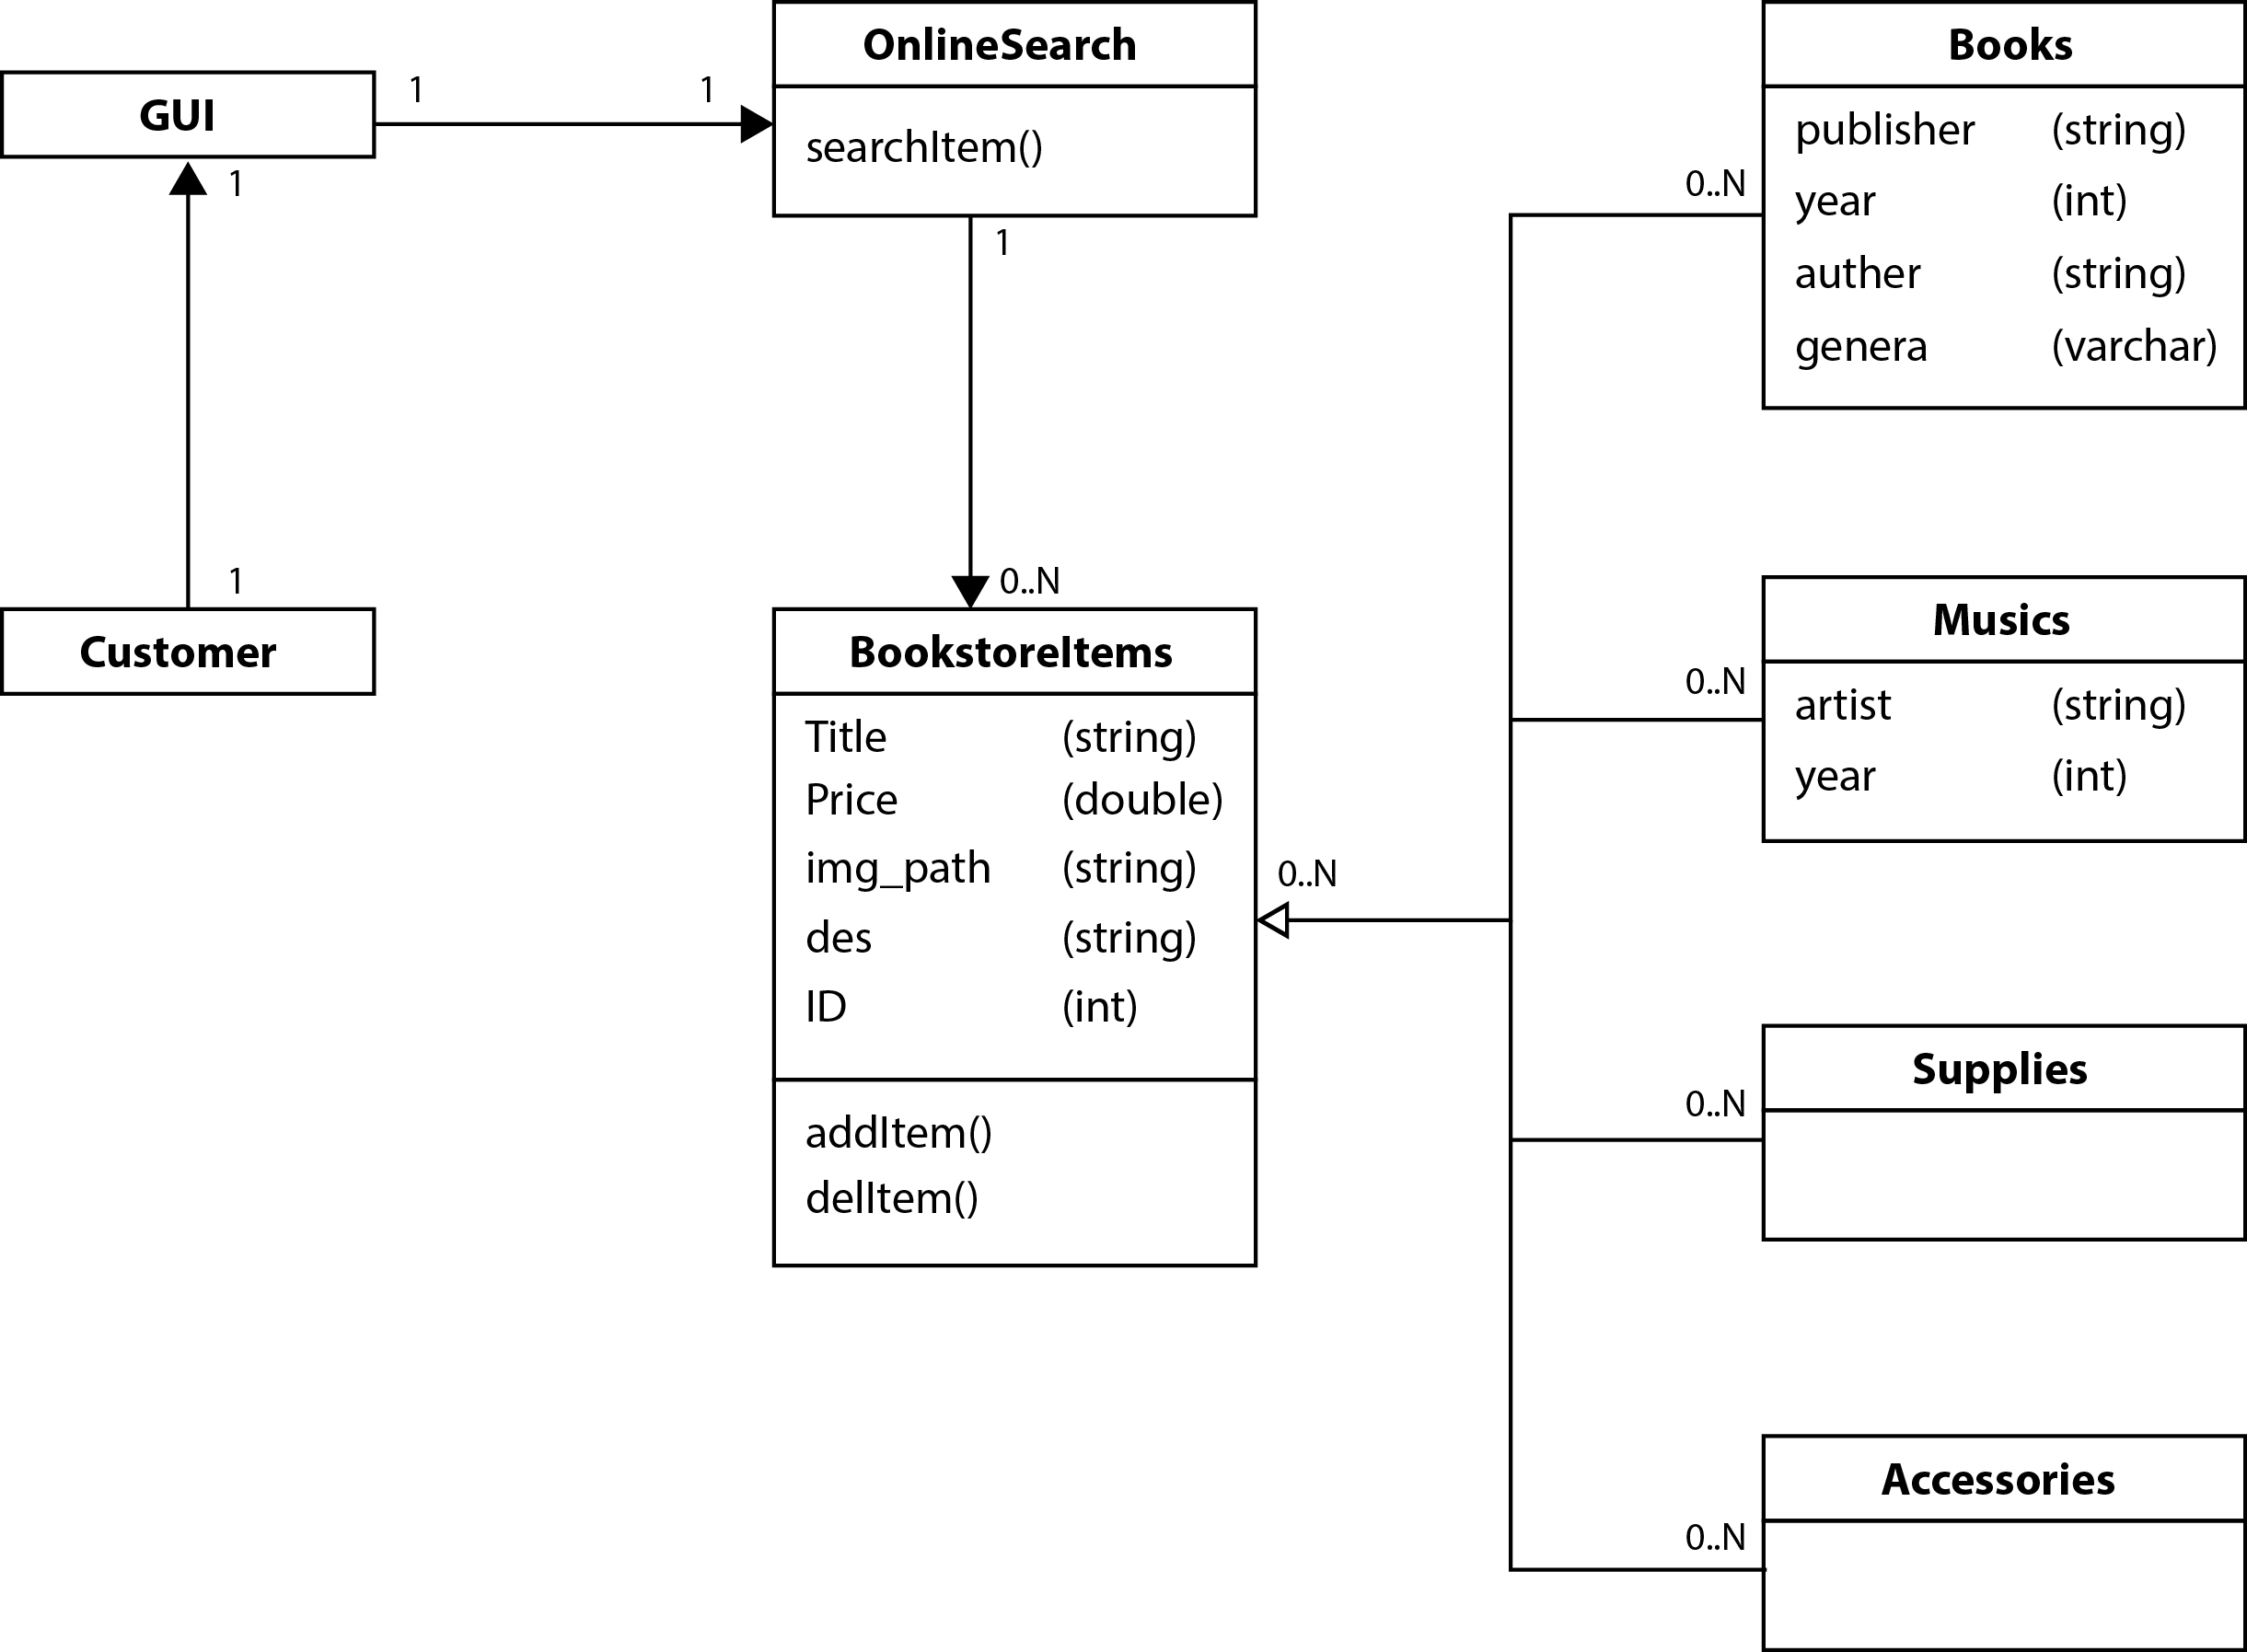 GUI
1
1
1
1
Customer
OnlineSearch
searchItem()
1
0..N
BookstoreItems
Title (string)
Price (double)
img_path (string)
des (string)
ID (int)
addItem()
delItem()
0..N
Books
publisher (string)
year (int)
auther (string)
genera (varchar)
0..N
Musics
artist (string)
year (int)
0..N
Supplies
0..N
Accessories
0..N